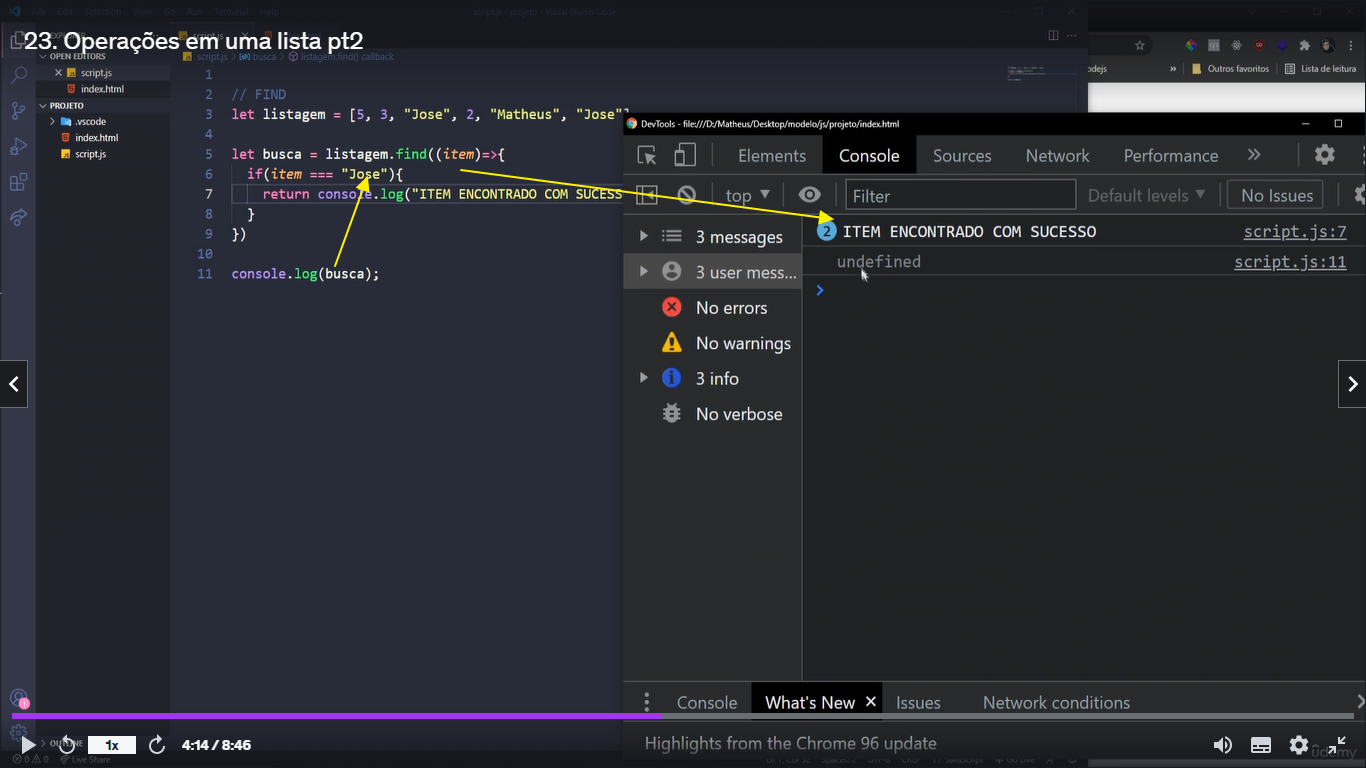 File Edit Selection View Go Run Terminal Help
script.js - projeto - Visual Studio Code
23. Operações em uma lista pt2
OPEN EDITORS
script.js
index.html
PROJETO
.vscode
index.html
script.js
OUTLINE
script.js > busca > listagem.find() callback
1
2 // FIND
3 let listagem = [5, 3, "Jose", 2, "Matheus", "Jose"]
4
5 let busca = listagem.find((item)=>{
6 if(item === "Jose"){
7 return console.log("ITEM ENCONTRADO COM SUCESS
8 }
9 })
10
11 console.log(busca);
odejs
» Outros favoritos Lista de leitura
DevTools - file:///D:/Matheus/Desktop/modelo/js/projeto/index.html
Elements Console Sources Network Performance »
top ▼ Filter Default levels ▼ No Issues
3 messages
3 user mess...
No errors
No warnings
3 info
No verbose
2 ITEM ENCONTRADO COM SUCESSO script.js:7
undefined script.js:11
Console What's New × Issues Network conditions
Highlights from the Chrome 96 update
1x 4:14 / 8:46
Live Share
ûdemy